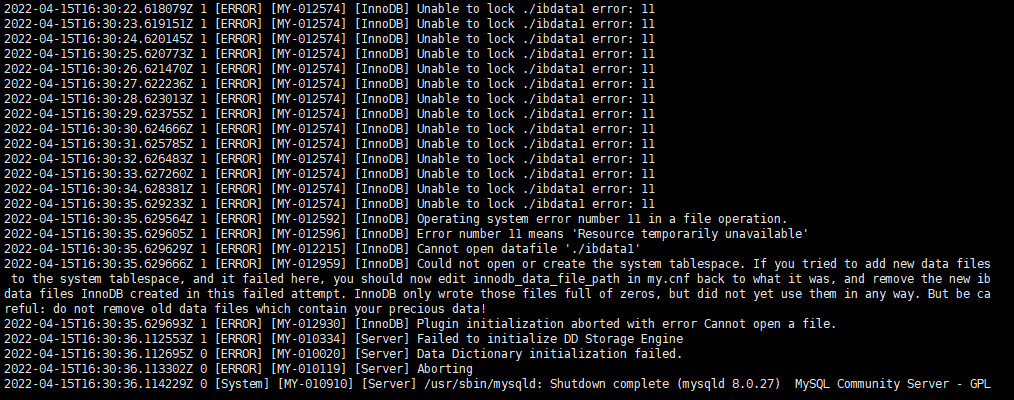 2022-04-15T16:30:22.618079Z 1 [ERROR] [MY-012574] [InnoDB] Unable to lock ./ibdata1 error: 11
2022-04-15T16:30:23.619151Z 1 [ERROR] [MY-012574] [InnoDB] Unable to lock ./ibdata1 error: 11
2022-04-15T16:30:24.620145Z 1 [ERROR] [MY-012574] [InnoDB] Unable to lock ./ibdata1 error: 11
2022-04-15T16:30:25.620773Z 1 [ERROR] [MY-012574] [InnoDB] Unable to lock ./ibdata1 error: 11
2022-04-15T16:30:26.621470Z 1 [ERROR] [MY-012574] [InnoDB] Unable to lock ./ibdata1 error: 11
2022-04-15T16:30:27.622236Z 1 [ERROR] [MY-012574] [InnoDB] Unable to lock ./ibdata1 error: 11
2022-04-15T16:30:28.623013Z 1 [ERROR] [MY-012574] [InnoDB] Unable to lock ./ibdata1 error: 11
2022-04-15T16:30:29.623755Z 1 [ERROR] [MY-012574] [InnoDB] Unable to lock ./ibdata1 error: 11
2022-04-15T16:30:30.624666Z 1 [ERROR] [MY-012574] [InnoDB] Unable to lock ./ibdata1 error: 11
2022-04-15T16:30:31.625785Z 1 [ERROR] [MY-012574] [InnoDB] Unable to lock ./ibdata1 error: 11
2022-04-15T16:30:32.626483Z 1 [ERROR] [MY-012574] [InnoDB] Unable to lock ./ibdata1 error: 11
2022-04-15T16:30:33.627260Z 1 [ERROR] [MY-012574] [InnoDB] Unable to lock ./ibdata1 error: 11
2022-04-15T16:30:34.628381Z 1 [ERROR] [MY-012574] [InnoDB] Unable to lock ./ibdata1 error: 11
2022-04-15T16:30:35.629233Z 1 [ERROR] [MY-012574] [InnoDB] Unable to lock ./ibdata1 error: 11
2022-04-15T16:30:35.629564Z 1 [ERROR] [MY-012592] [InnoDB] Operating system error number 11 in a file operation.
2022-04-15T16:30:35.629605Z 1 [ERROR] [MY-012596] [InnoDB] Error number 11 means 'Resource temporarily unavailable'
2022-04-15T16:30:35.629629Z 1 [ERROR] [MY-012215] [InnoDB] Cannot open datafile './ibdata1'
2022-04-15T16:30:35.629666Z 1 [ERROR] [MY-012959] [InnoDB] Could not open or create the system tablespace. If you tried to add new data files
 to the system tablespace, and it failed here, you should now edit innodb_data_file_path in my.cnf back to what it was, and remove the new ib
data files InnoDB created in this failed attempt. InnoDB only wrote those files full of zeros, but did not yet use them in any way. But be ca
reful: do not remove old data files which contain your precious data!
2022-04-15T16:30:35.629693Z 1 [ERROR] [MY-012930] [InnoDB] Plugin initialization aborted with error Cannot open a file.
2022-04-15T16:30:36.112553Z 1 [ERROR] [MY-010334] [Server] Failed to initialize DD Storage Engine
2022-04-15T16:30:36.112695Z 0 [ERROR] [MY-010020] [Server] Data Dictionary initialization failed.
2022-04-15T16:30:36.113302Z 0 [ERROR] [MY-010119] [Server] Aborting
2022-04-15T16:30:36.114229Z 0 [System] [MY-010910] [Server] /usr/sbin/mysqld: Shutdown complete (mysqld 8.0.27)  MySQL Community Server - GPL